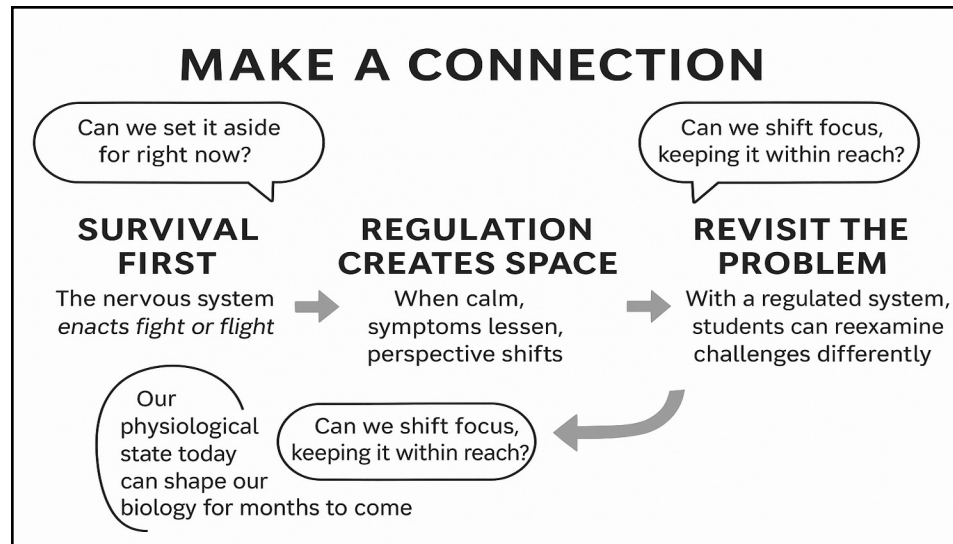 MAKE A CONNECTION
Can we set it aside
for right now?
Can we shift focus,
keeping it within reach?
SURVIVAL
FIRST
The nervous system
enacts fight or flight
REGULATION
CREATES SPACE
When calm,
symptoms lessen,
perspective shifts
REVISIT THE
PROBLEM
With a regulated system,
students can reexamine
challenges differently
Our
physiological
state today
can shape our
biology for months to come
Can we shift focus,
keeping it within reach?